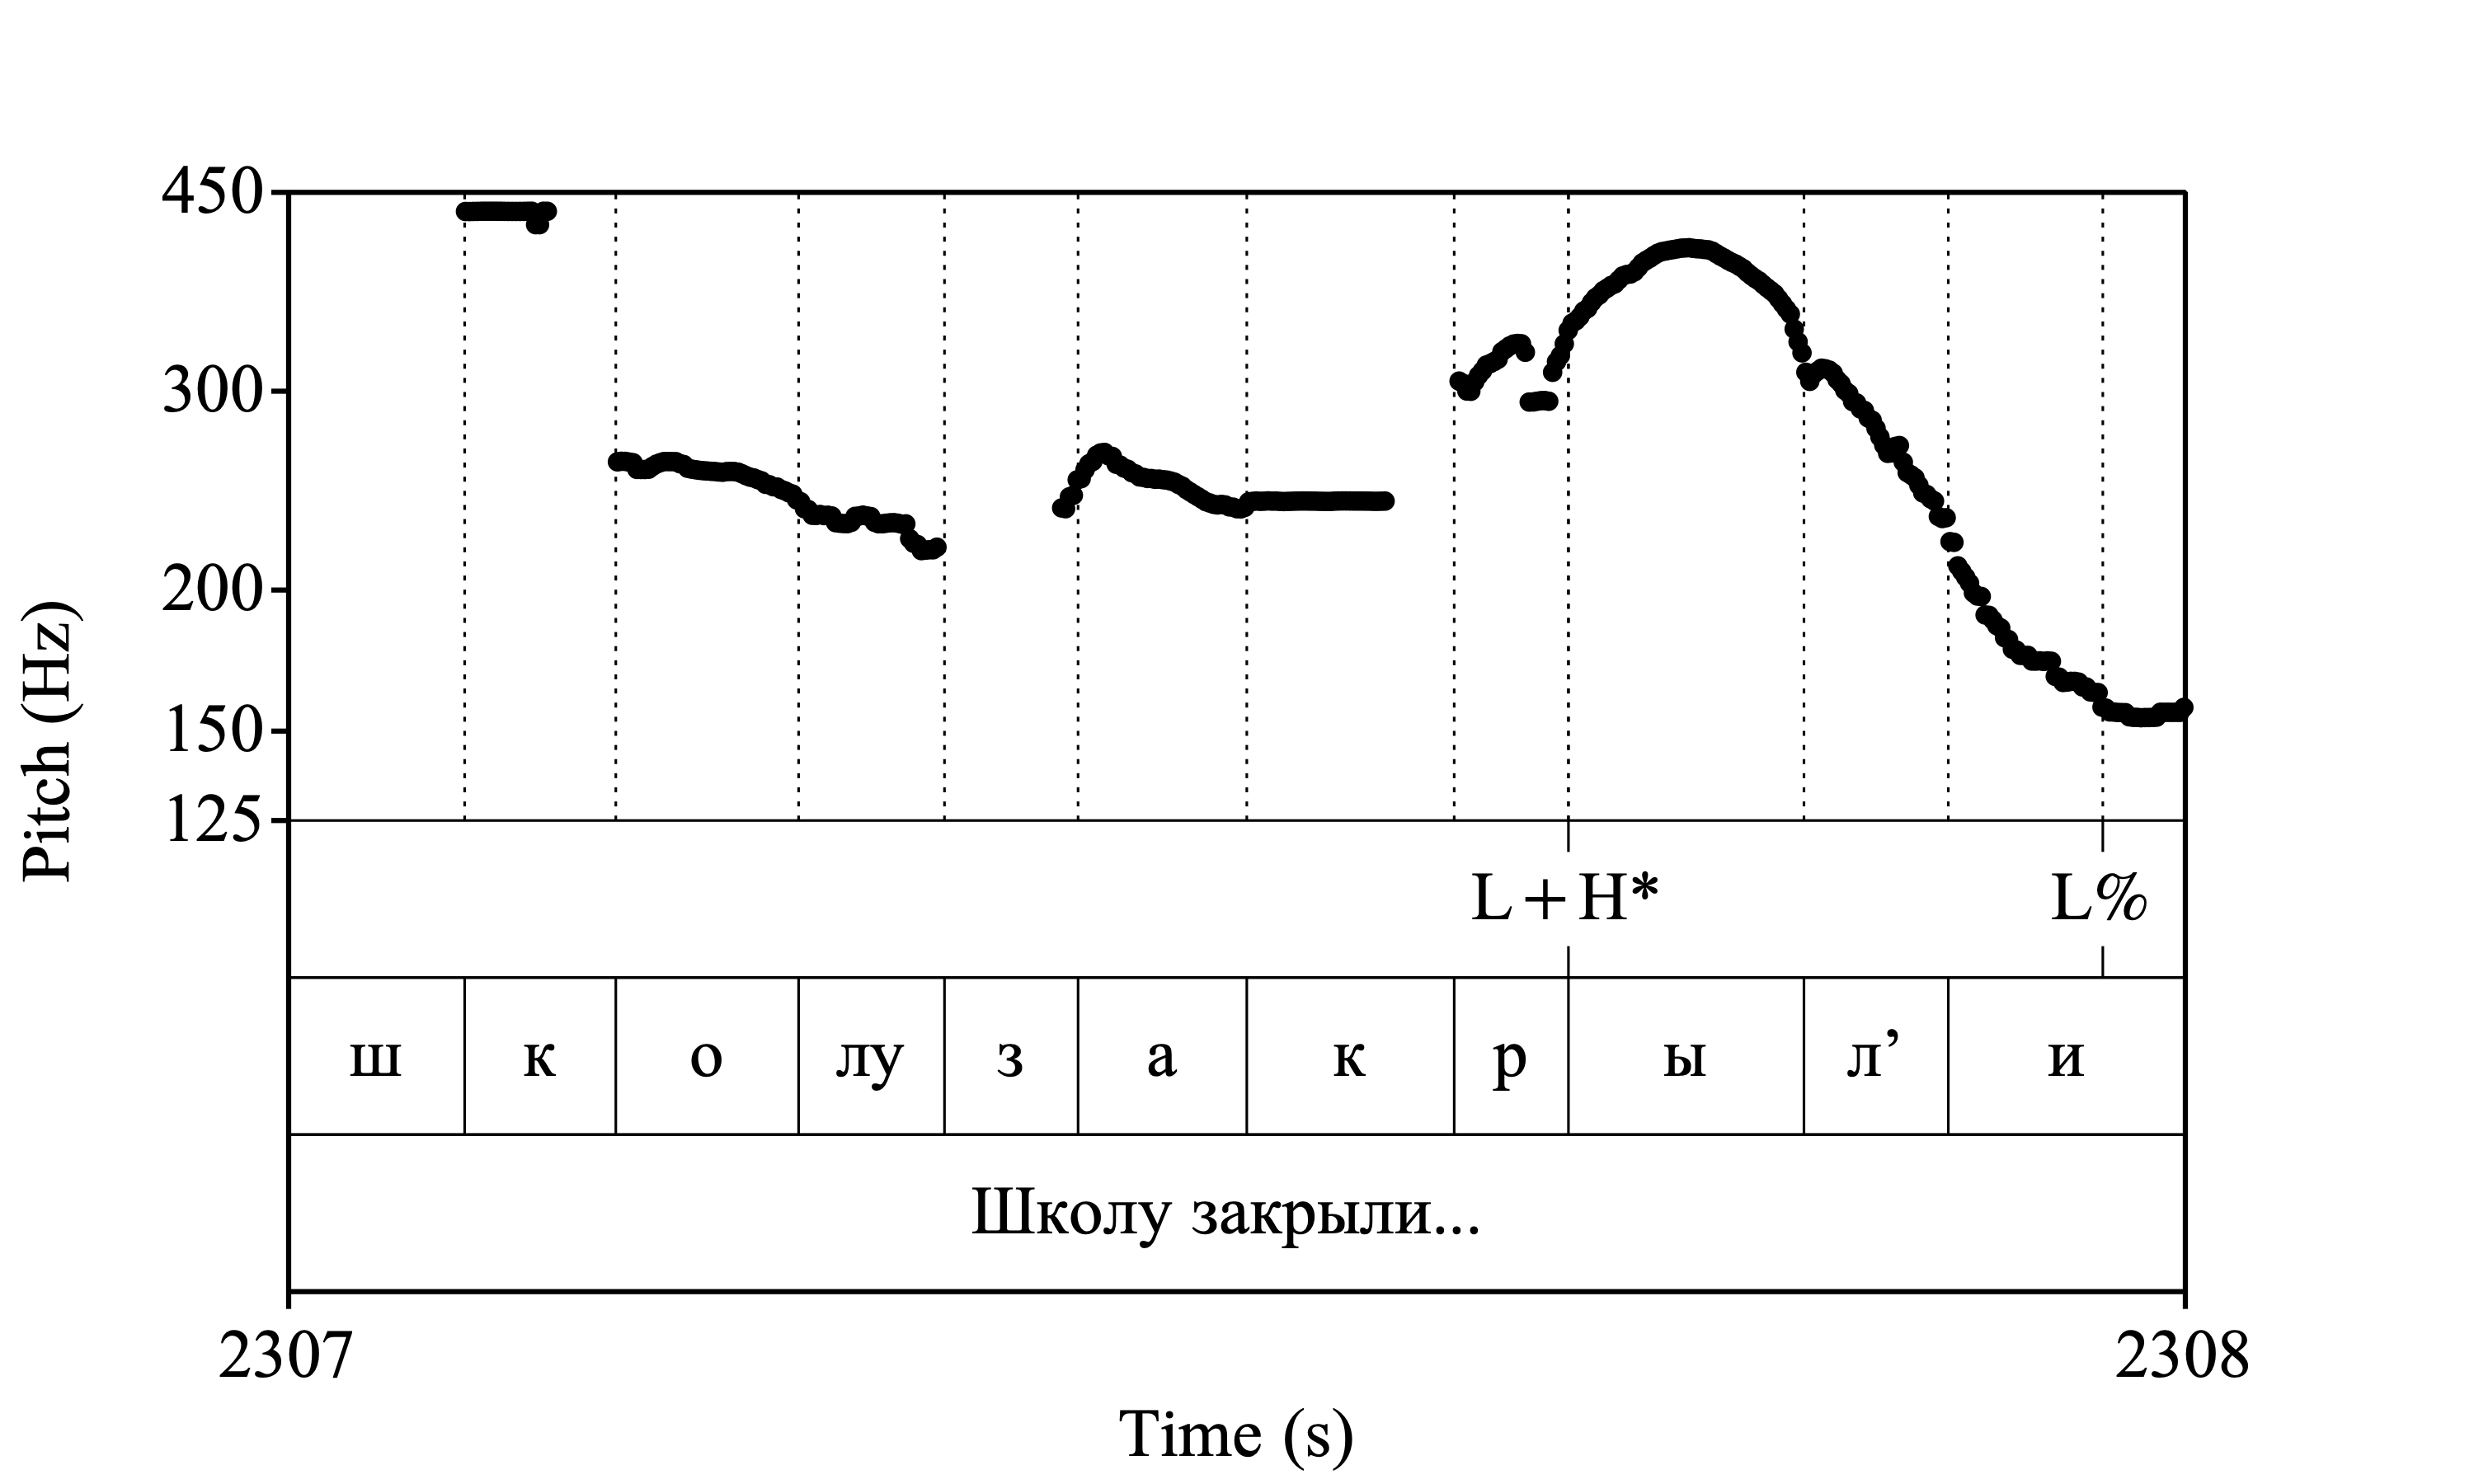 450
300
200
150
125
Pitch (Hz)
L+H* L%
ш к о лу з а к р ы л’ и
Школу закрыли...
2307 2308
Time (s)